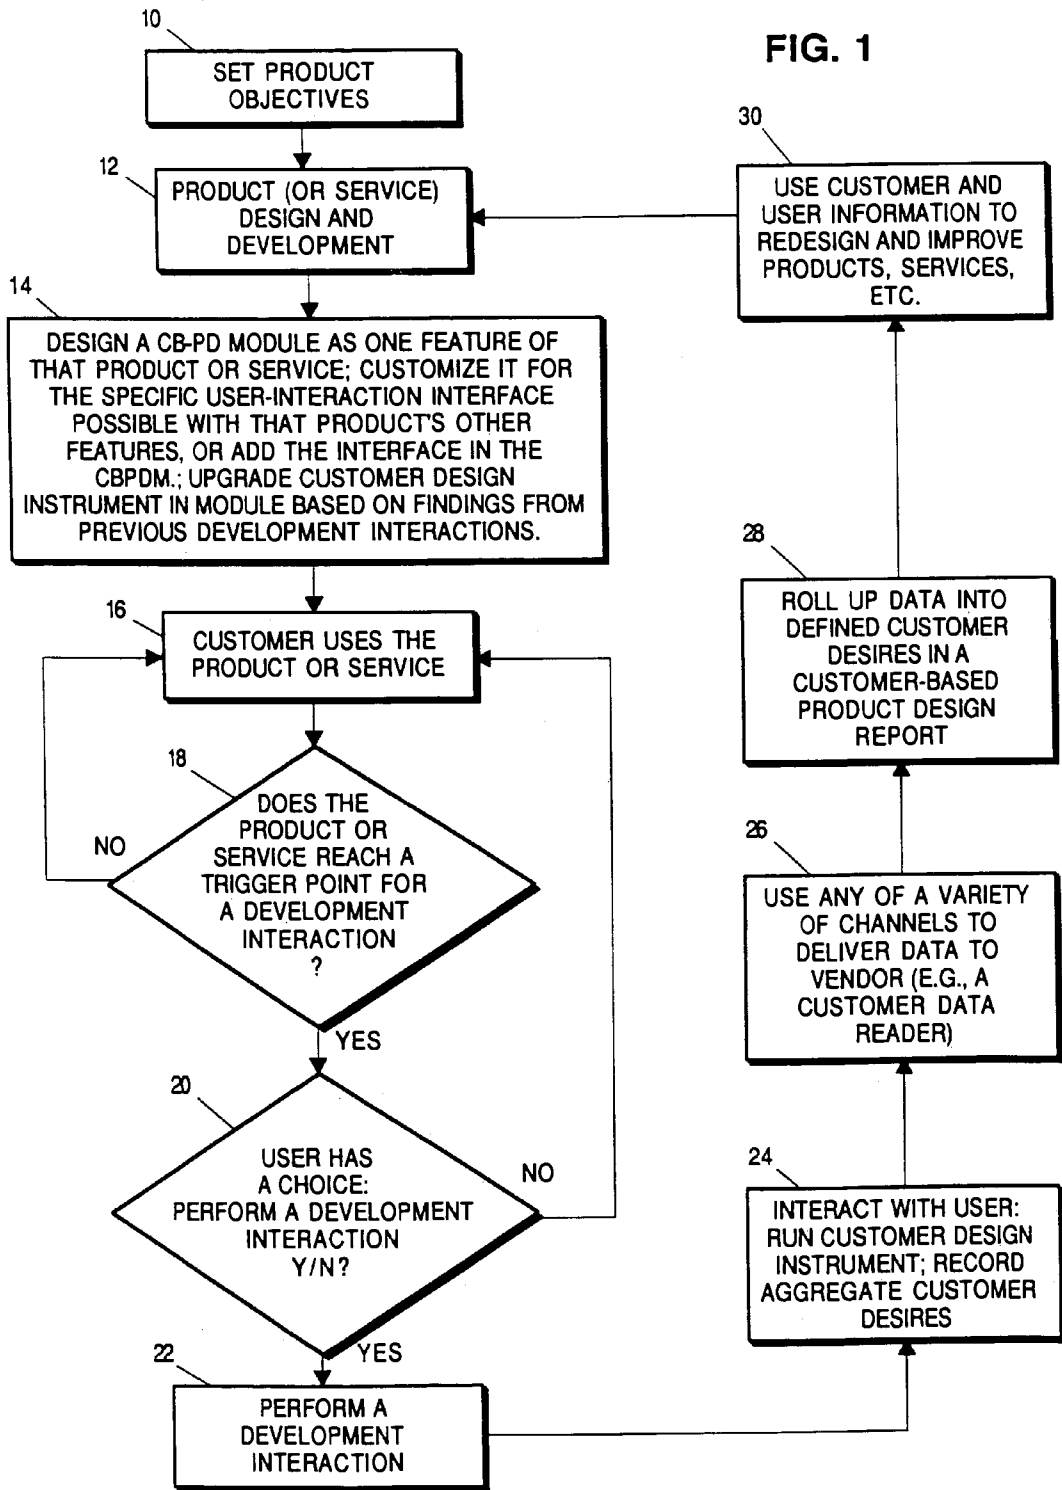 FIG. 1
10
SET PRODUCT
OBJECTIVES
12
PRODUCT (OR SERVICE)
DESIGN AND
DEVELOPMENT
14
DESIGN A CB-PD MODULE AS ONE FEATURE OF
THAT PRODUCT OR SERVICE; CUSTOMIZE IT FOR
THE SPECIFIC USER-INTERACTION INTERFACE
POSSIBLE WITH THAT PRODUCT'S OTHER
FEATURES, OR ADD THE INTERFACE IN THE
CBPDM.; UPGRADE CUSTOMER DESIGN
INSTRUMENT IN MODULE BASED ON FINDINGS FROM
PREVIOUS DEVELOPMENT INTERACTIONS.
16
CUSTOMER USES THE
PRODUCT OR SERVICE
18
DOES THE
PRODUCT OR
SERVICE REACH A
TRIGGER POINT FOR
A DEVELOPMENT
INTERACTION
?
NO
YES
20
USER HAS
A CHOICE:
PERFORM A DEVELOPMENT
INTERACTION
Y/N?
NO
YES
22
PERFORM A
DEVELOPMENT
INTERACTION
24
INTERACT WITH USER:
RUN CUSTOMER DESIGN
INSTRUMENT; RECORD
AGGREGATE CUSTOMER
DESIRES
26
USE ANY OF A VARIETY
OF CHANNELS TO
DELIVER DATA TO
VENDOR (E.G., A
CUSTOMER DATA
READER)
28
ROLL UP DATA INTO
DEFINED CUSTOMER
DESIRES IN A
CUSTOMER-BASED
PRODUCT DESIGN
REPORT
30
USE CUSTOMER AND
USER INFORMATION TO
REDESIGN AND IMPROVE
PRODUCTS, SERVICES,
ETC.